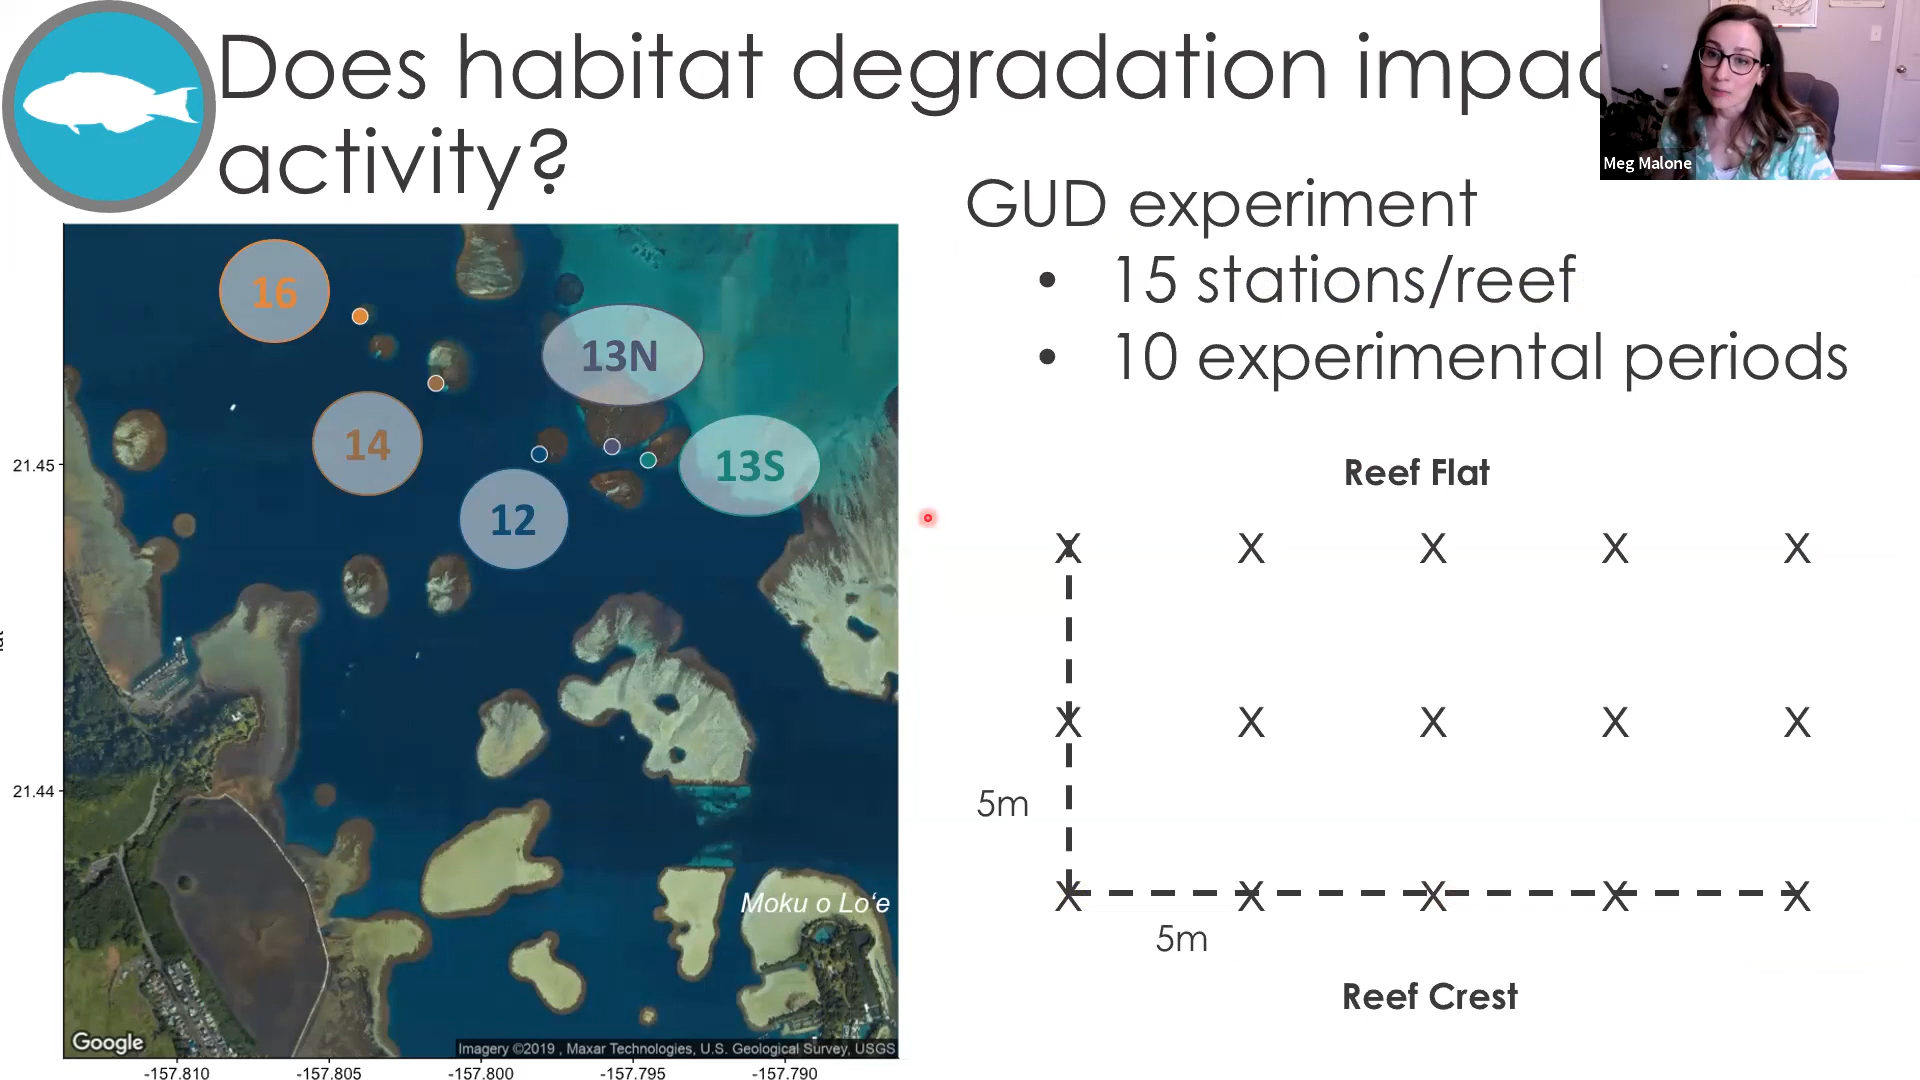 Does habitat degradation impac
activity?
Meg Malone
GUD experiment
• 15 stations/reef
• 10 experimental periods
16
13N
14
13S
12
21.45
21.44
Moku o Loʻe
Google
Imagery ©2019 , Maxar Technologies, U.S. Geological Survey, USGS
-157.810 -157.805 -157.800 -157.795 -157.790
Reef Flat
X X X X X
X X X X X
5m
X X X X X
5m
Reef Crest